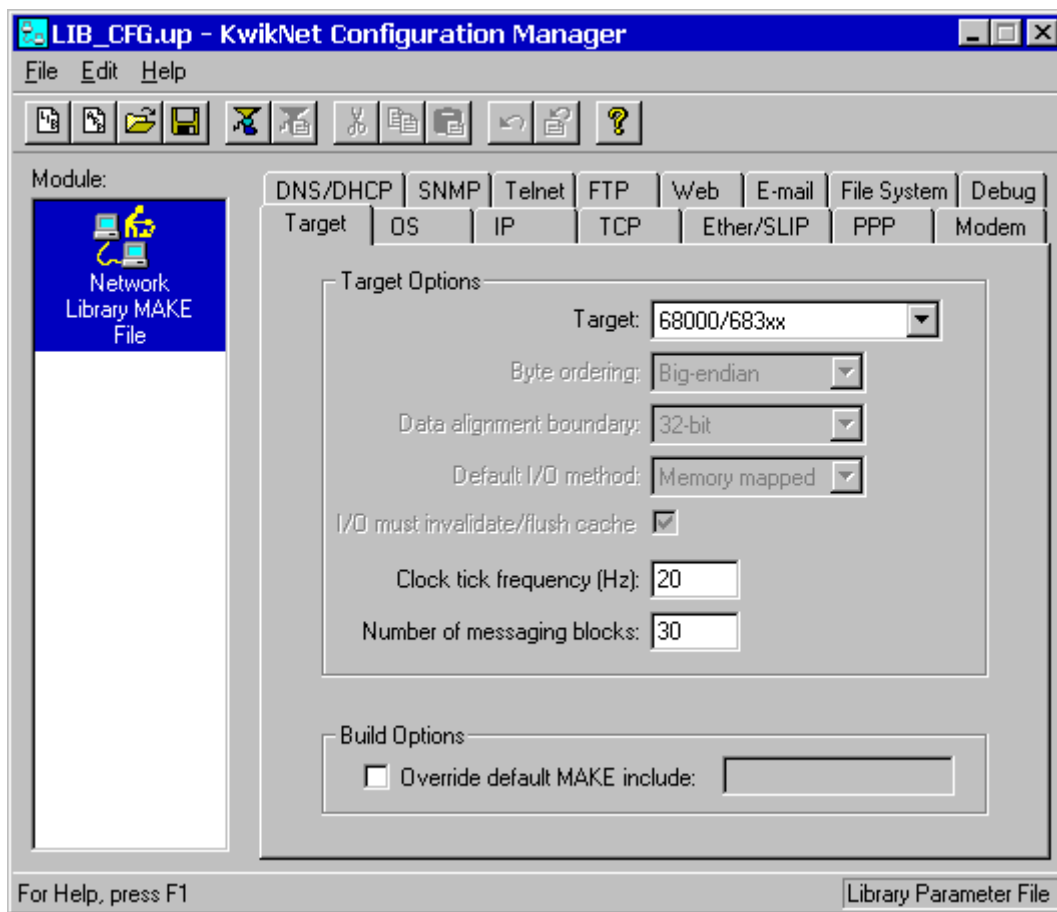 LIB_CFG.up - KwikNet Configuration Manager
File Edit Help
Module:
Network
Library MAKE
File
DNS/DHCP SNMP Telnet FTP Web E-mail File System Debug
Target OS IP TCP Ether/SLIP PPP Modem
Target Options
Target: 68000/683xx
Byte ordering: Big-endian
Data alignment boundary: 32-bit
Default I/O method: Memory mapped
I/O must invalidate/flush cache
Clock tick frequency (Hz): 20
Number of messaging blocks: 30
Build Options
Override default MAKE include:
For Help, press F1
Library Parameter File